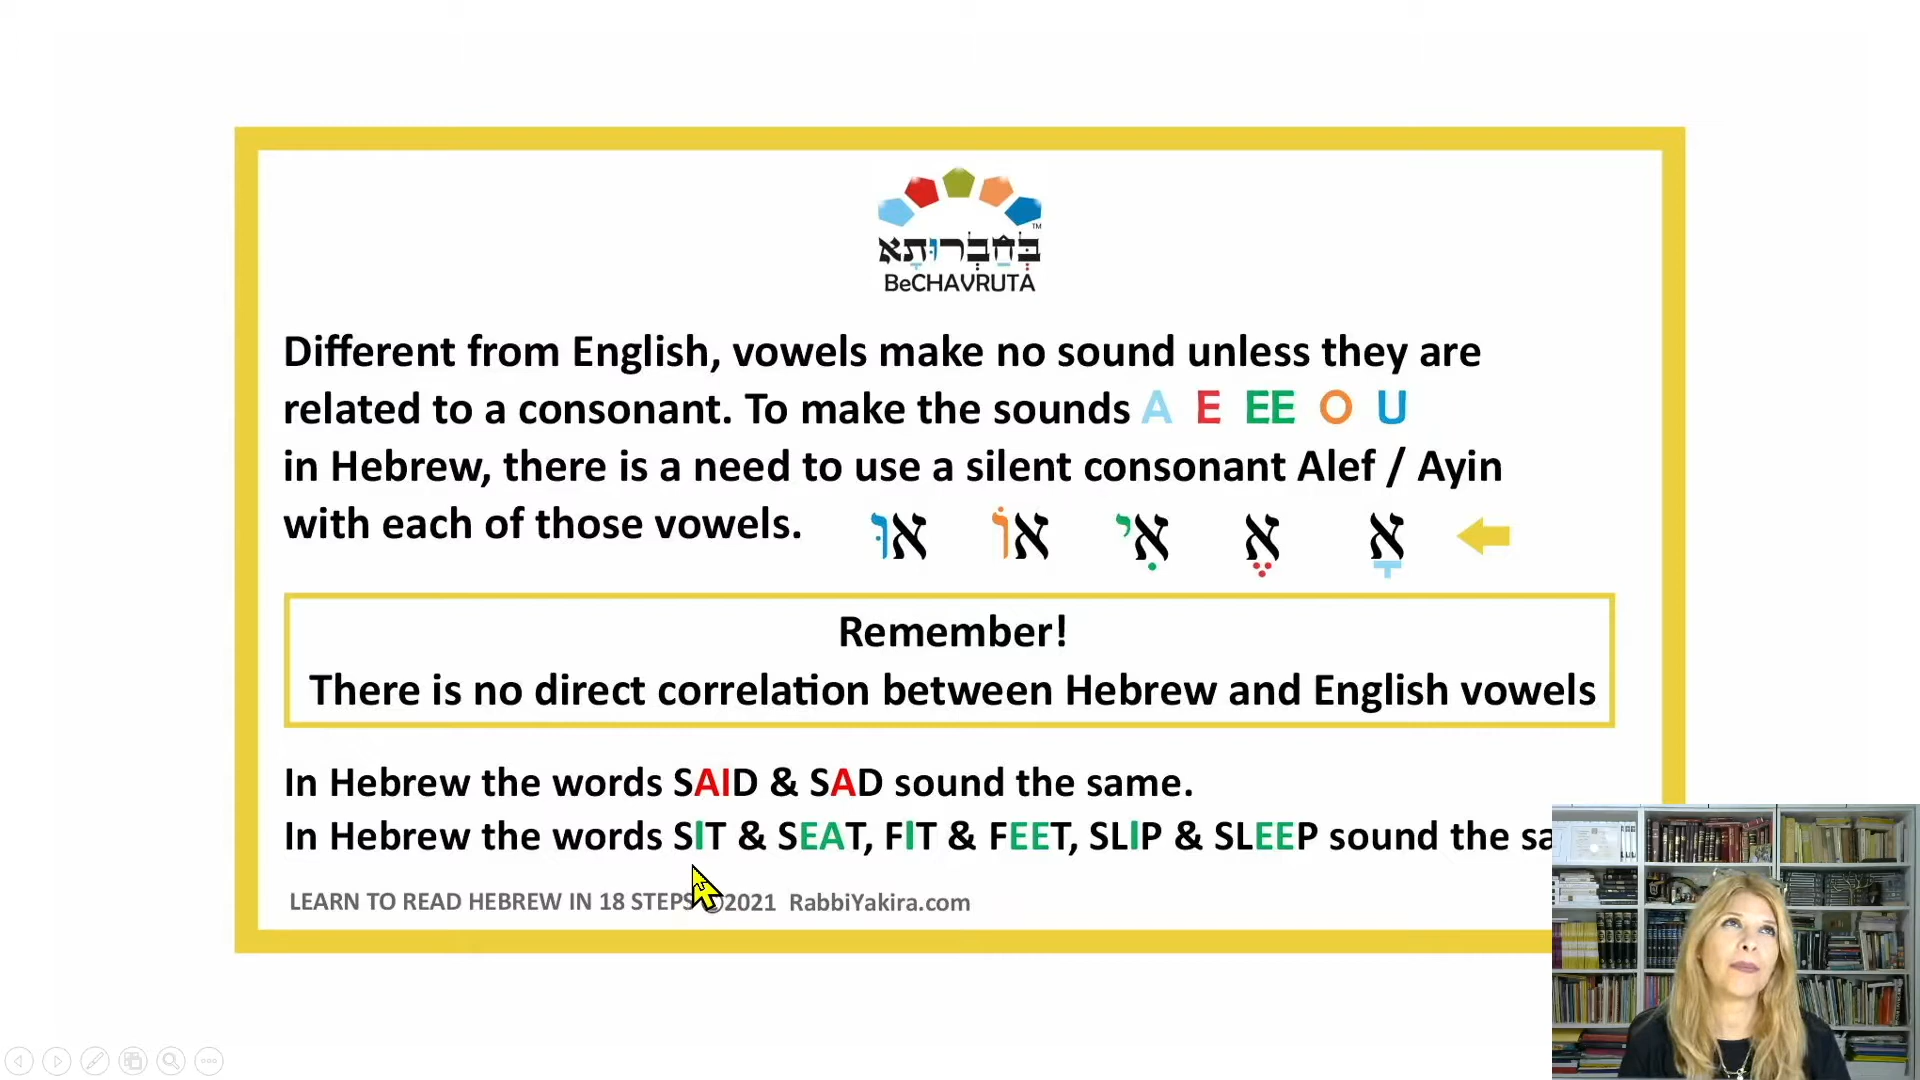 בְּחַבְרוּתָא
TM
BeCHAVRUTA
Different from English, vowels make no sound unless they are
related to a consonant. To make the sounds A E EE O U
in Hebrew, there is a need to use a silent consonant Alef / Ayin
with each of those vowels. אָ אֶ אִי אוֹ אוּ
Remember!
There is no direct correlation between Hebrew and English vowels
In Hebrew the words SAID & SAD sound the same.
In Hebrew the words SIT & SEAT, FIT & FEET, SLIP & SLEEP sound the sa
LEARN TO READ HEBREW IN 18 STEPS ©2021 RabbiYakira.com